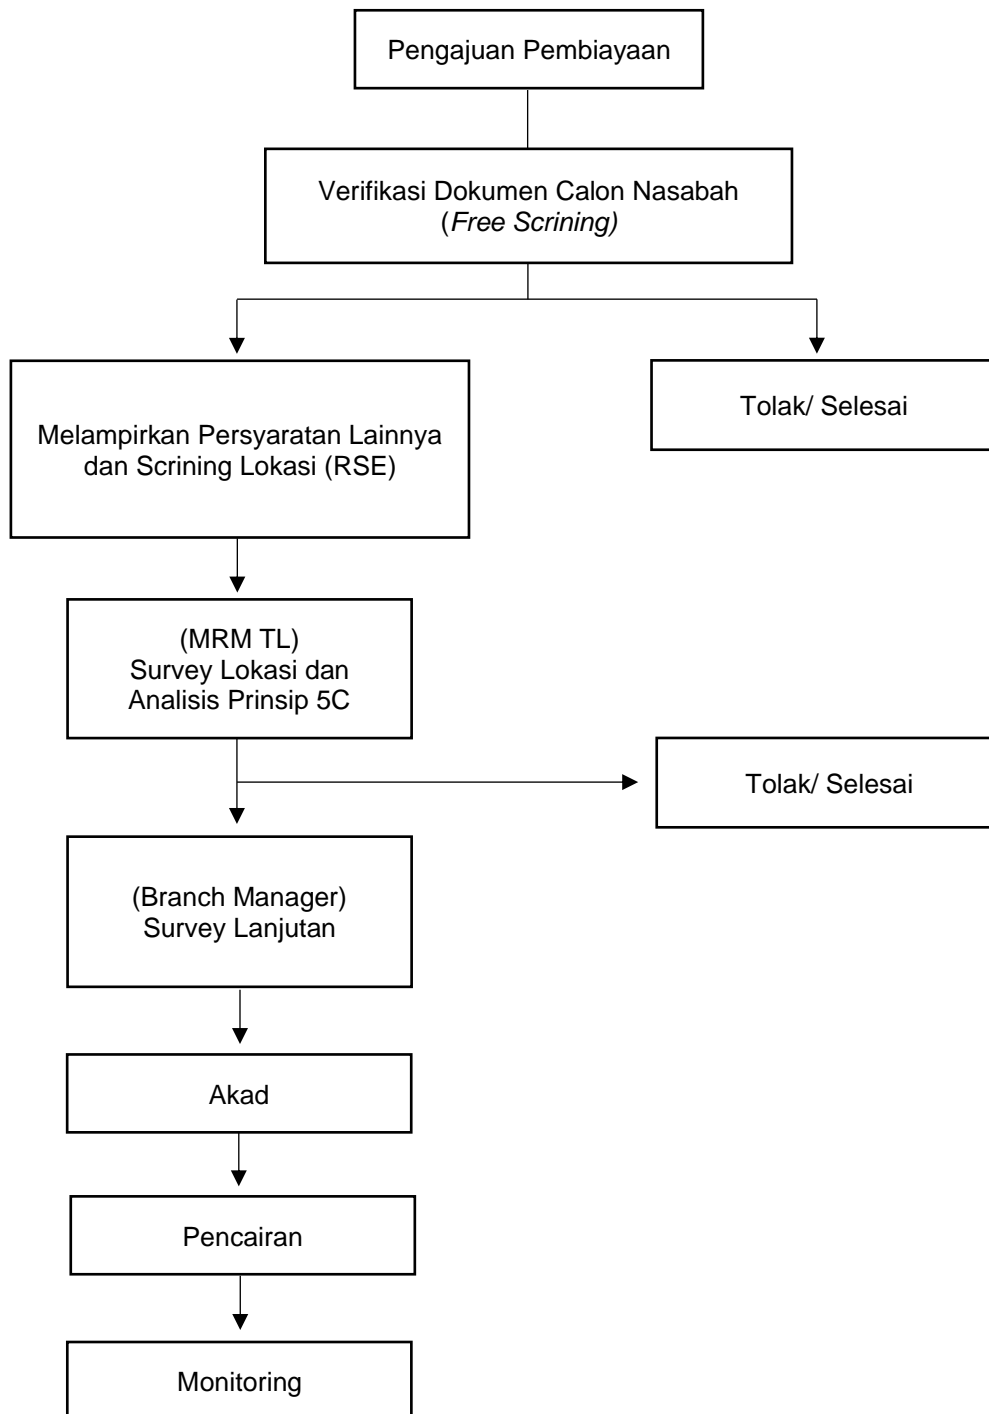 Pengajuan Pembiayaan
Verifikasi Dokumen Calon Nasabah
(Free Scrining)
Melampirkan Persyaratan Lainnya
dan Scrining Lokasi (RSE)
Tolak/ Selesai
(MRM TL)
Survey Lokasi dan
Analisis Prinsip 5C
Tolak/ Selesai
(Branch Manager)
Survey Lanjutan
Akad
Pencairan
Monitoring